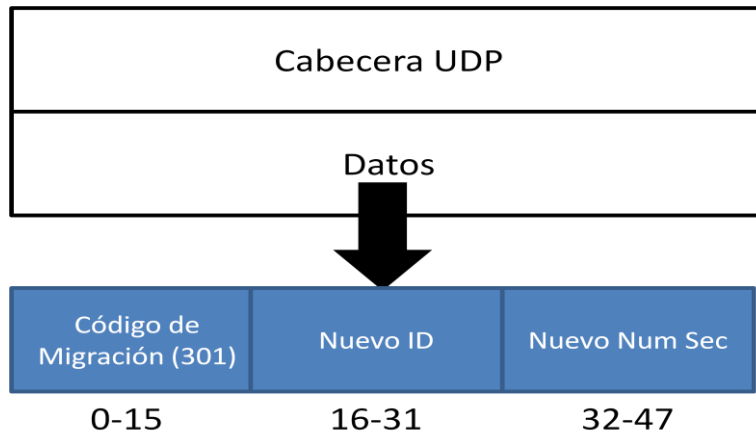 Cabecera UDP
Datos
Código de
Migración (301)
Nuevo ID
Nuevo Num Sec
0-15
16-31
32-47